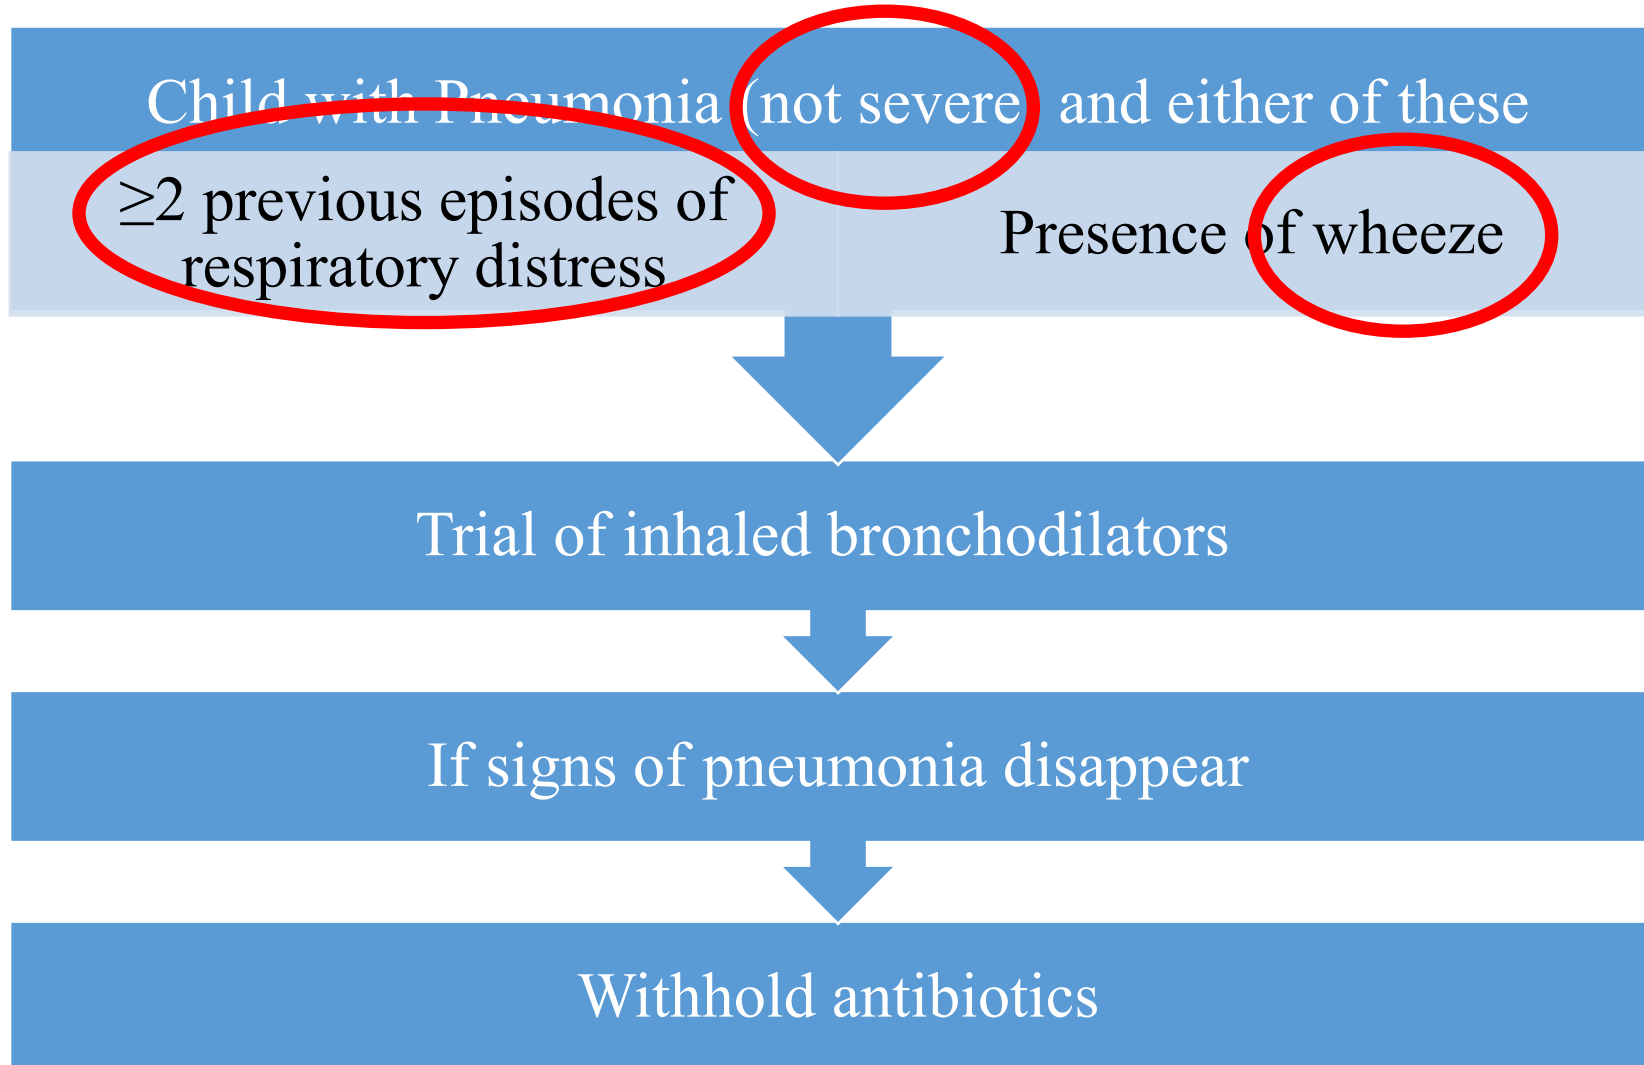 Child with Pneumonia (not severe) and either of these
≥2 previous episodes of
respiratory distress
Presence of wheeze
Trial of inhaled bronchodilators
If signs of pneumonia disappear
Withhold antibiotics